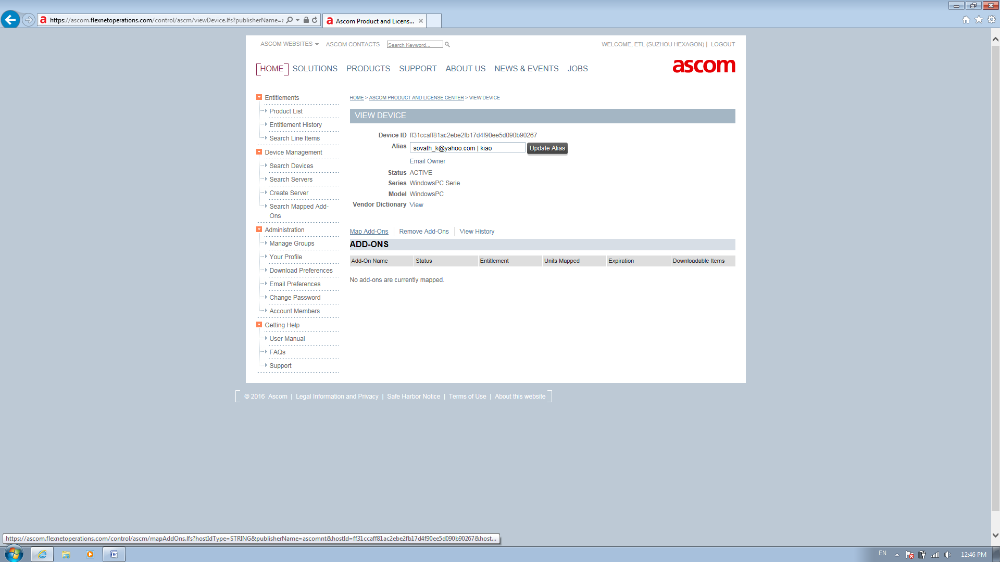 https://ascom.flexnetoperations.com/control/ascm/viewDevice.lfs?publisherName=
Ascom Product and Licens...
ASCOM WEBSITES
ASCOM CONTACTS
Search Keyword...
WELCOME, ETL (SUZHOU HEXAGON) | LOGOUT
HOME SOLUTIONS PRODUCTS SUPPORT ABOUT US NEWS & EVENTS JOBS
ascom
Entitlements
Product List
Entitlement History
Search Line Items
Device Management
Search Devices
Search Servers
Create Server
Search Mapped Add-
Ons
Administration
Manage Groups
Your Profile
Download Preferences
Email Preferences
Change Password
Account Members
Getting Help
User Manual
FAQs
Support
HOME > ASCOM PRODUCT AND LICENSE CENTER > VIEW DEVICE
VIEW DEVICE
Device ID ff31ccaff81ac2ebe2fb17d4f90ee5d090b90267
Alias sovath_k@yahoo.com | kiao Update Alias
Email Owner
Status ACTIVE
Series WindowsPC Serie
Model WindowsPC
Vendor Dictionary View
Map Add-Ons Remove Add-Ons View History
ADD-ONS
Add-On Name Status Entitlement Units Mapped Expiration Downloadable Items
No add-ons are currently mapped.
© 2016 Ascom | Legal Information and Privacy | Safe Harbor Notice | Terms of Use | About this website
https://ascom.flexnetoperations.com/control/ascm/mapAddOns.lfs?hostIdType=STRING&publisherName=ascomnt&hostId=ff31ccaff81ac2ebe2fb17d4f90ee5d090b90267&host...
EN 12:46 PM